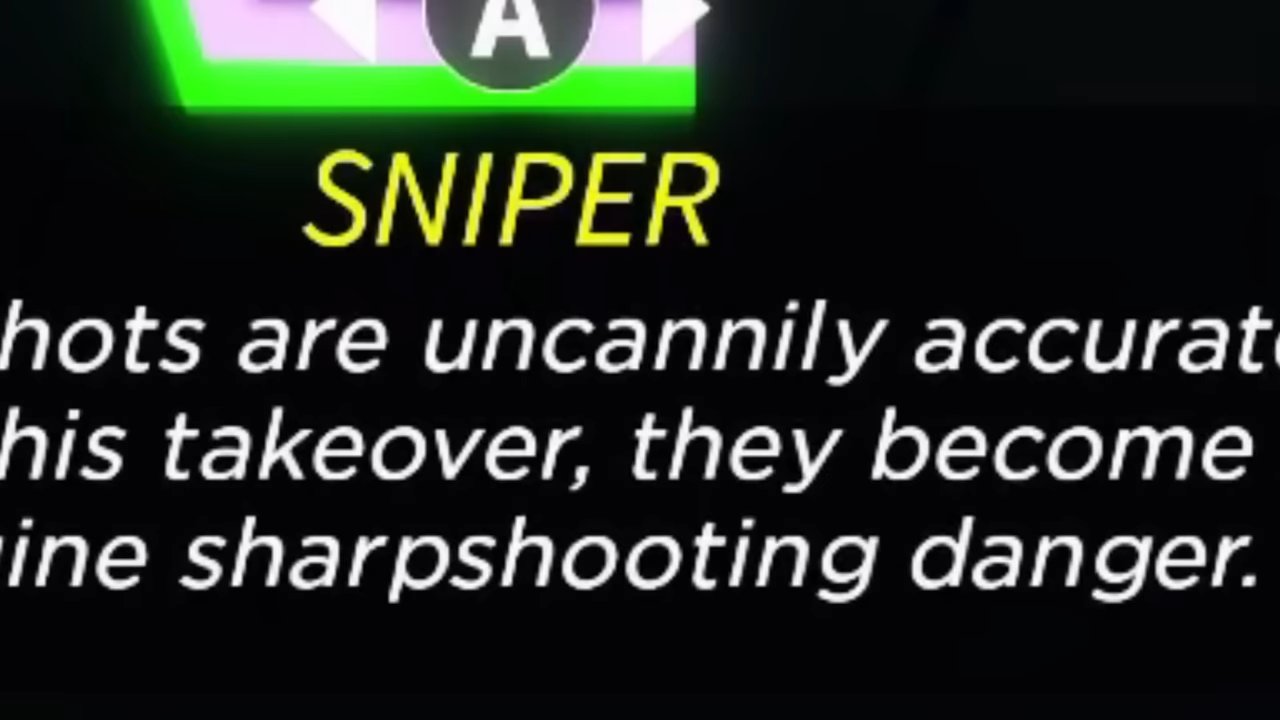 A
SNIPER
hots are uncannily accurat
his takeover, they become
ine sharpshooting danger.